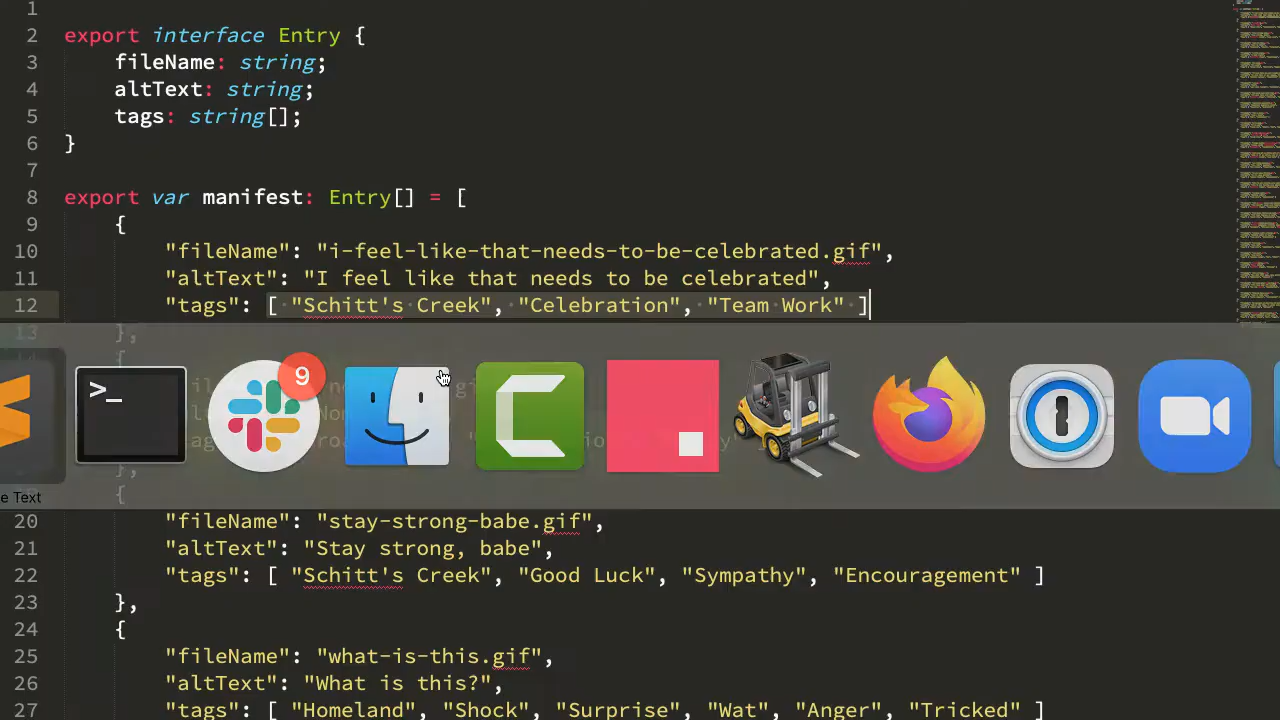 1
2 export interface Entry {
3 fileName: string;
4 altText: string;
5 tags: string[];
6 }
7
8 export var manifest: Entry[] = [
9 {
10 "fileName": "i-feel-like-that-needs-to-be-celebrated.gif",
11 "altText": "I feel like that needs to be celebrated",
12 "tags": [ "Schitt's Creek", "Celebration", "Team Work" ]
13 },
>_
9
e Text
20 "fileName": "stay-strong-babe.gif",
21 "altText": "Stay strong, babe",
22 "tags": [ "Schitt's Creek", "Good Luck", "Sympathy", "Encouragement" ]
23 },
24 {
25 "fileName": "what-is-this.gif",
26 "altText": "What is this?",
27 "tags": [ "Homeland", "Shock", "Surprise", "Wat", "Anger", "Tricked" ]